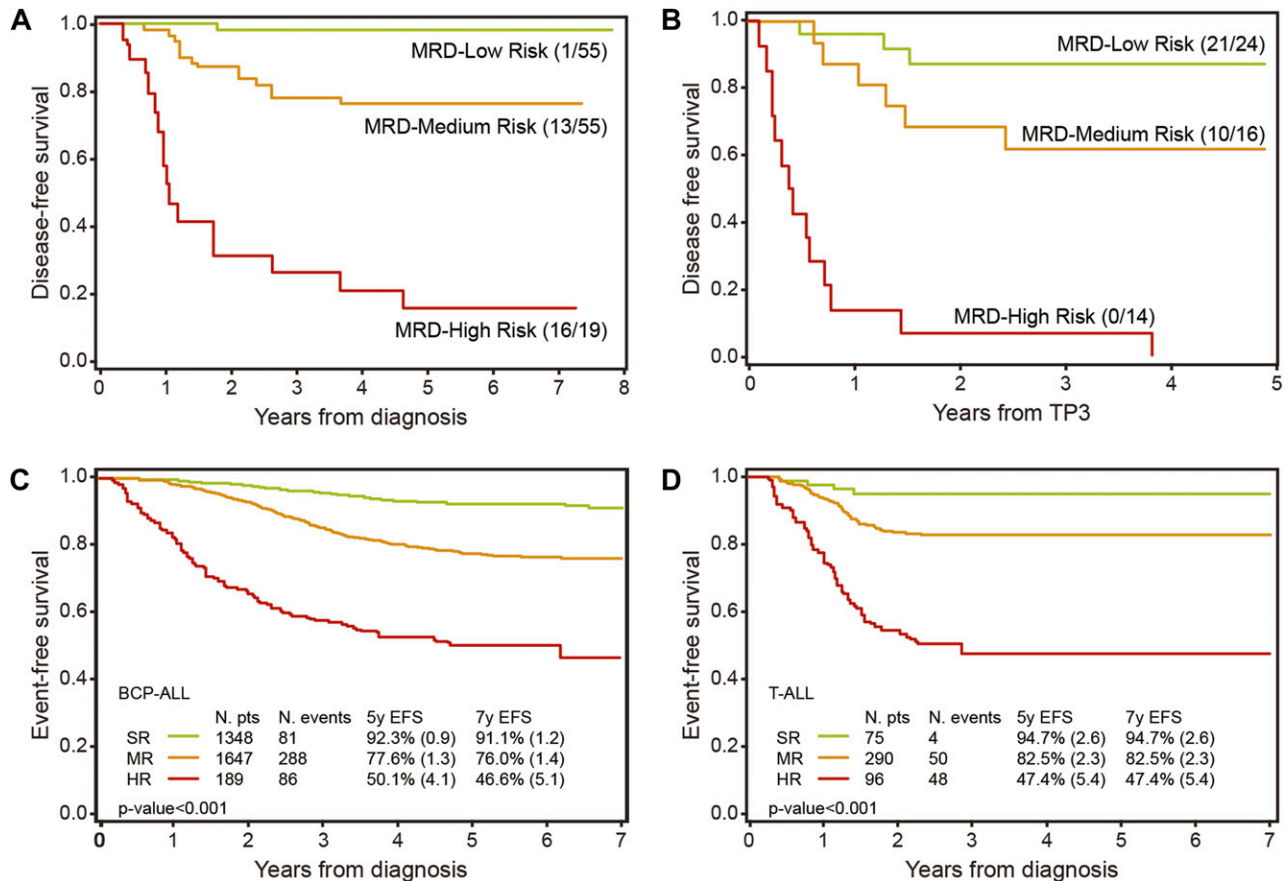 A
Disease-free survival
1.0
0.8
0.6
0.4
0.2
0.0
MRD-Low Risk (1/55)
MRD-Medium Risk (13/55)
MRD-High Risk (16/19)
0 1 2 3 4 5 6 7 8
Years from diagnosis
B
Disease free survival
1.0
0.8
0.6
0.4
0.2
0.0
MRD-Low Risk (21/24)
MRD-Medium Risk (10/16)
MRD-High Risk (0/14)
0 1 2 3 4 5
Years from TP3
C
Event-free survival
1.0
0.8
0.6
0.4
0.2
0.0
BCP-ALL
N. pts N. events 5y EFS 7y EFS
SR 1348 81 92.3% (0.9) 91.1% (1.2)
MR 1647 288 77.6% (1.3) 76.0% (1.4)
HR 189 86 50.1% (4.1) 46.6% (5.1)
p-value<0.001
0 1 2 3 4 5 6 7
Years from diagnosis
D
Event-free survival
1.0
0.8
0.6
0.4
0.2
0.0
T-ALL
N. pts N. events 5y EFS 7y EFS
SR 75 4 94.7% (2.6) 94.7% (2.6)
MR 290 50 82.5% (2.3) 82.5% (2.3)
HR 96 48 47.4% (5.4) 47.4% (5.4)
p-value<0.001
0 1 2 3 4 5 6 7
Years from diagnosis